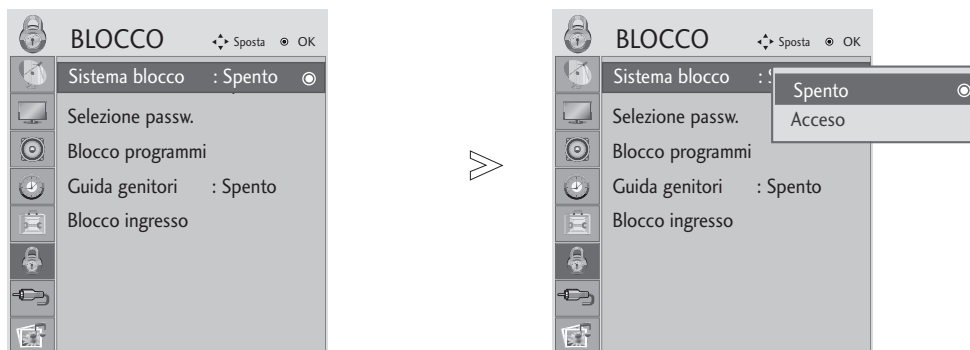 BLOCCO Sposta OK
Sistema blocco : Spento
Selezione passw.
Blocco programmi
Guida genitori : Spento
Blocco ingresso
BLOCCO Sposta OK
Sistema blocco : S
Spento
Acceso
Selezione passw.
Blocco programmi
Guida genitori : Spento
Blocco ingresso